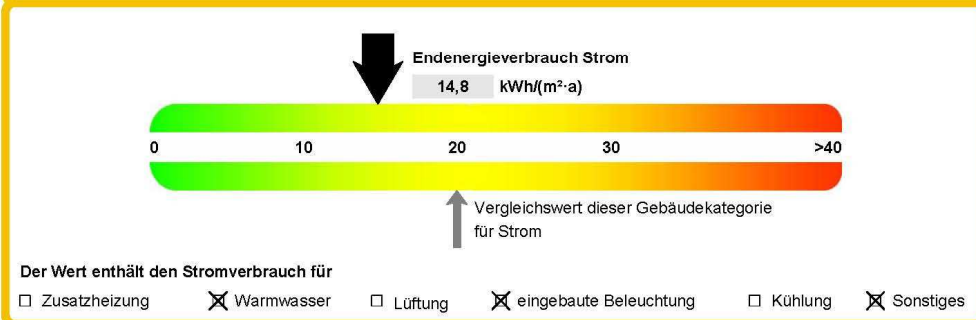 Endenergieverbrauch Strom
14,8 kWh/(m²·a)
0 10 20 30 >40
Vergleichswert dieser Gebäudekategorie
für Strom
Der Wert enthält den Stromverbrauch für
☐ Zusatzheizung ☒ Warmwasser ☐ Lüftung ☒ eingebaute Beleuchtung ☐ Kühlung ☒ Sonstiges